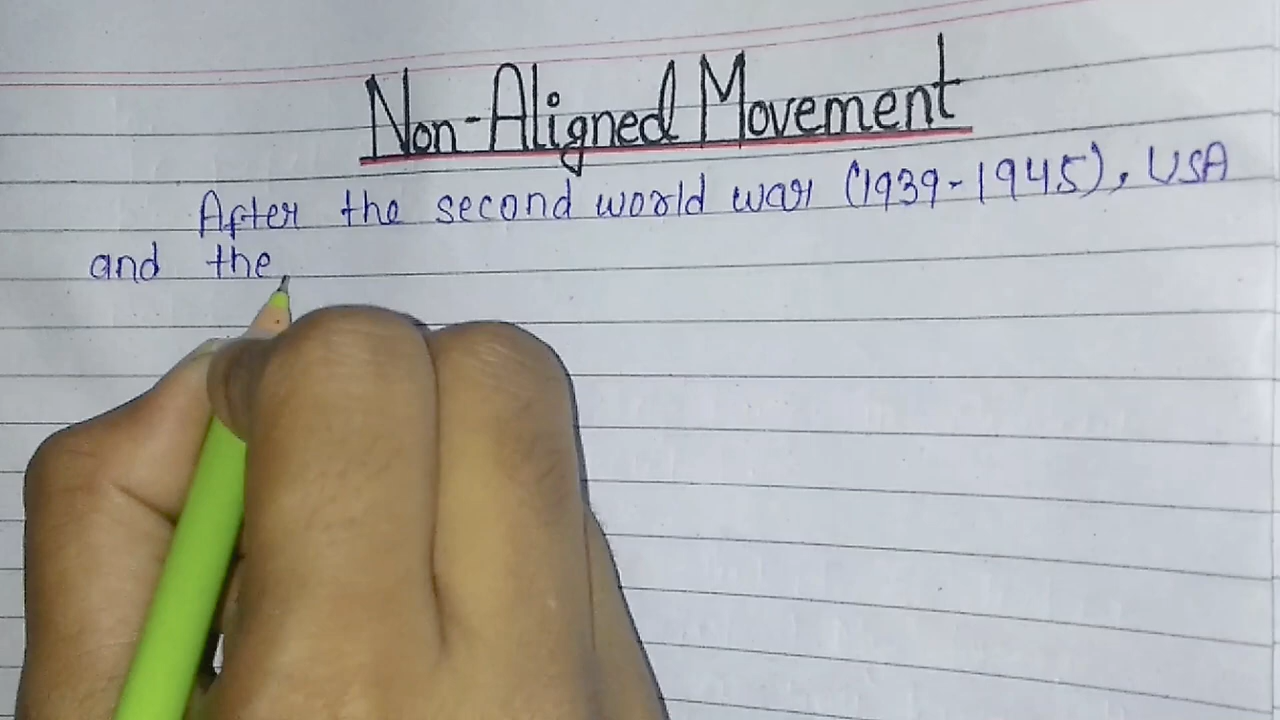 Non-Aligned Movement
After the second world war (1939-1945), USA
and the